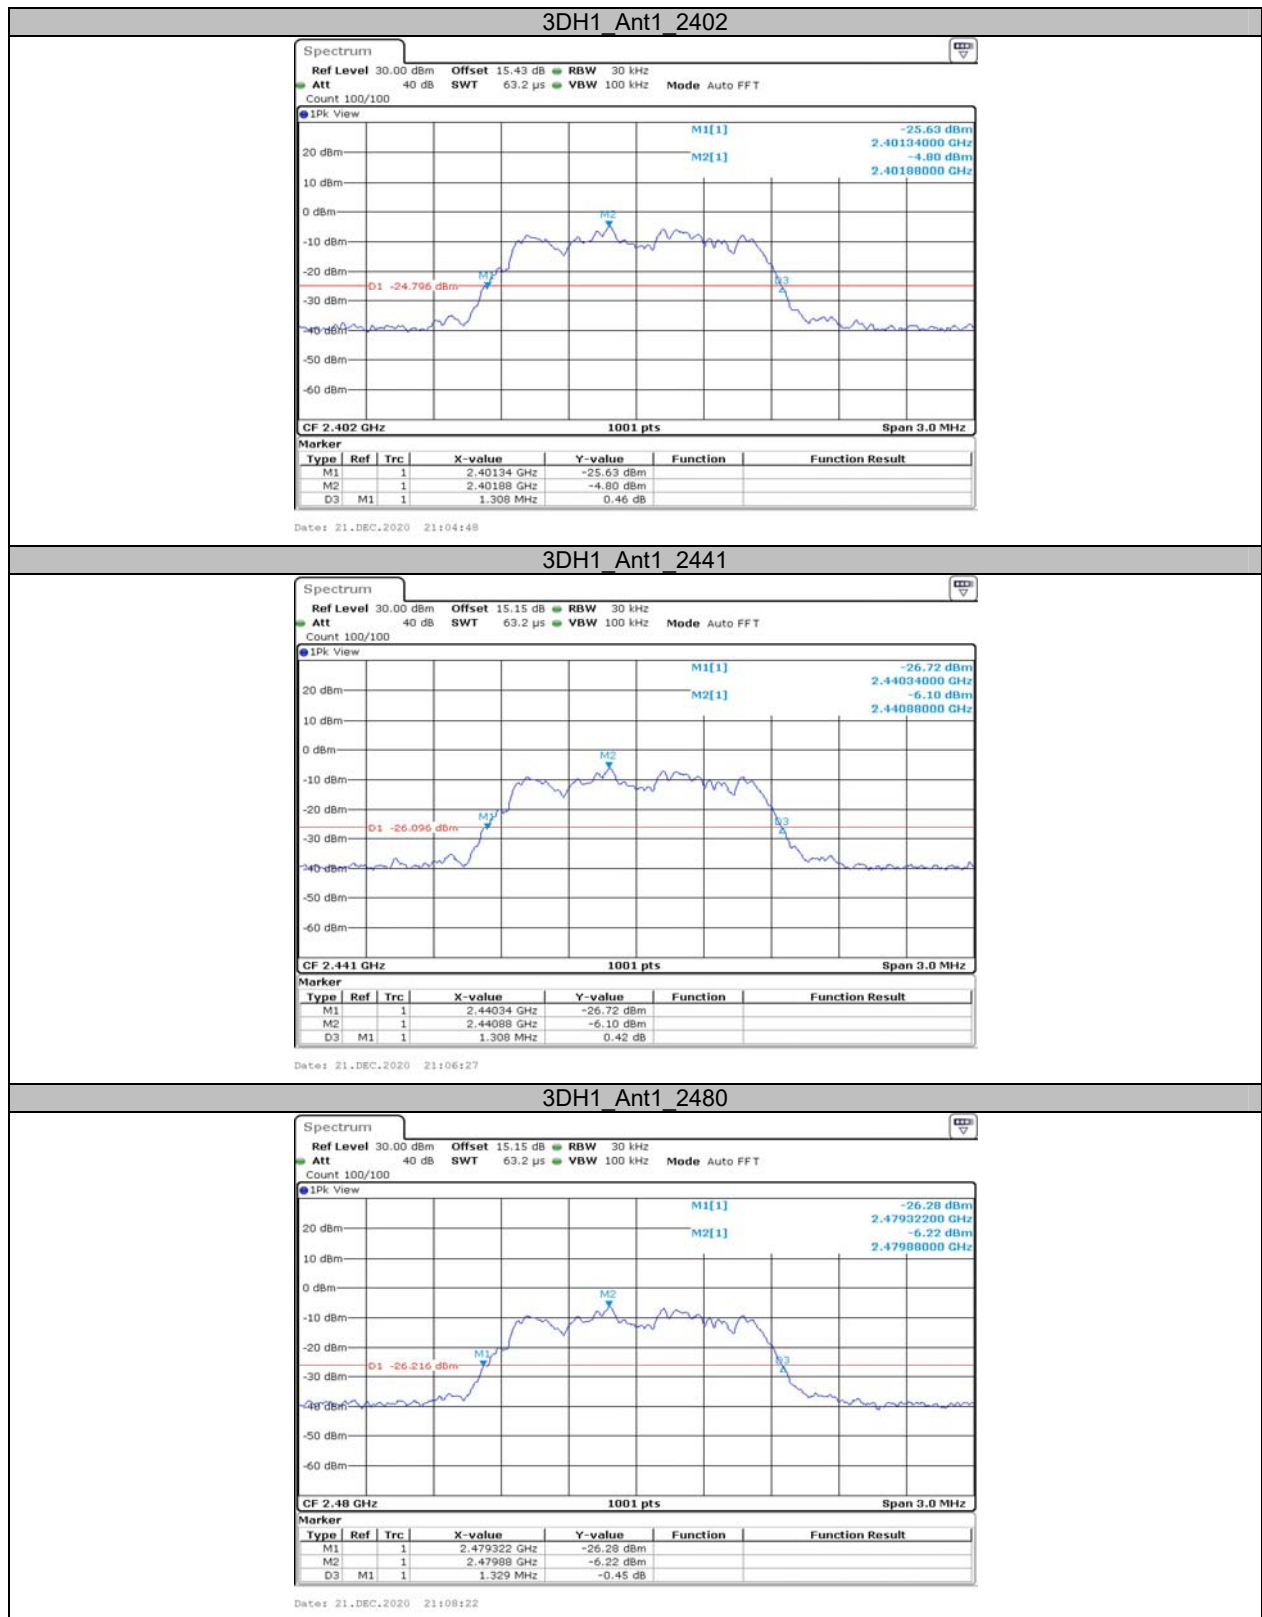 3DH1_Ant1_2402
Spectrum
Ref Level 30.00 dBm Offset 15.43 dB RBW 30 kHz
Att 40 dB SWT 63.2 µs VBW 100 kHz Mode Auto FFT
Count 100/100
1Pk View
M1[1] -25.63 dBm
2.40134000 GHz
20 dBm
M2[1] -4.80 dBm
2.40188000 GHz
10 dBm
0 dBm
M2
-10 dBm
-20 dBm
M1
D3
D1 -24.796 dBm
-30 dBm
-40 dBm
-50 dBm
-60 dBm
CF 2.402 GHz 1001 pts Span 3.0 MHz
Marker
Type Ref Trc X-value Y-value Function Function Result
M1 1 2.40134 GHz -25.63 dBm
M2 1 2.40188 GHz -4.80 dBm
D3 M1 1 1.308 MHz 0.46 dB
Date: 21.DEC.2020 21:04:48
3DH1_Ant1_2441
Spectrum
Ref Level 30.00 dBm Offset 15.15 dB RBW 30 kHz
Att 40 dB SWT 63.2 µs VBW 100 kHz Mode Auto FFT
Count 100/100
1Pk View
M1[1] -26.72 dBm
2.44034000 GHz
20 dBm
M2[1] -6.10 dBm
2.44088000 GHz
10 dBm
0 dBm
M2
-10 dBm
-20 dBm
M1
D3
D1 -26.096 dBm
-30 dBm
-40 dBm
-50 dBm
-60 dBm
CF 2.441 GHz 1001 pts Span 3.0 MHz
Marker
Type Ref Trc X-value Y-value Function Function Result
M1 1 2.44034 GHz -26.72 dBm
M2 1 2.44088 GHz -6.10 dBm
D3 M1 1 1.308 MHz 0.42 dB
Date: 21.DEC.2020 21:06:27
3DH1_Ant1_2480
Spectrum
Ref Level 30.00 dBm Offset 15.15 dB RBW 30 kHz
Att 40 dB SWT 63.2 µs VBW 100 kHz Mode Auto FFT
Count 100/100
1Pk View
M1[1] -26.28 dBm
2.47932200 GHz
20 dBm
M2[1] -6.22 dBm
2.47988000 GHz
10 dBm
0 dBm
M2
-10 dBm
-20 dBm
M1
D3
D1 -26.216 dBm
-30 dBm
-40 dBm
-50 dBm
-60 dBm
CF 2.48 GHz 1001 pts Span 3.0 MHz
Marker
Type Ref Trc X-value Y-value Function Function Result
M1 1 2.479322 GHz -26.28 dBm
M2 1 2.47988 GHz -6.22 dBm
D3 M1 1 1.329 MHz -0.45 dB
Date: 21.DEC.2020 21:08:22